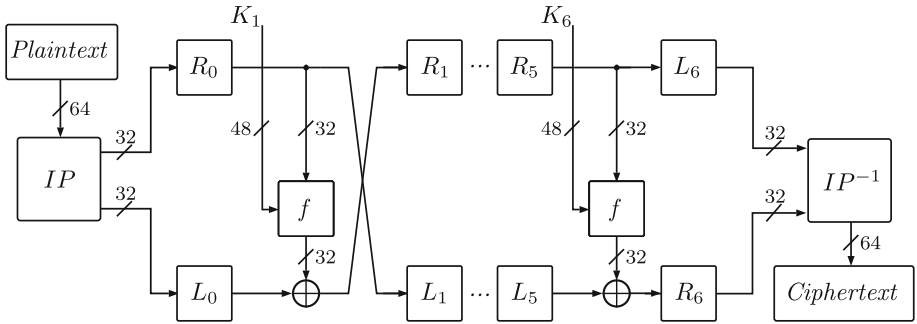 K₁
K₆
Plaintext
R₀
R₁
...
R₅
L₆
64
32
48
32
48
32
32
IP
IP⁻¹
32
f
f
32
32
32
64
L₀
L₁
...
L₅
R₆
Ciphertext